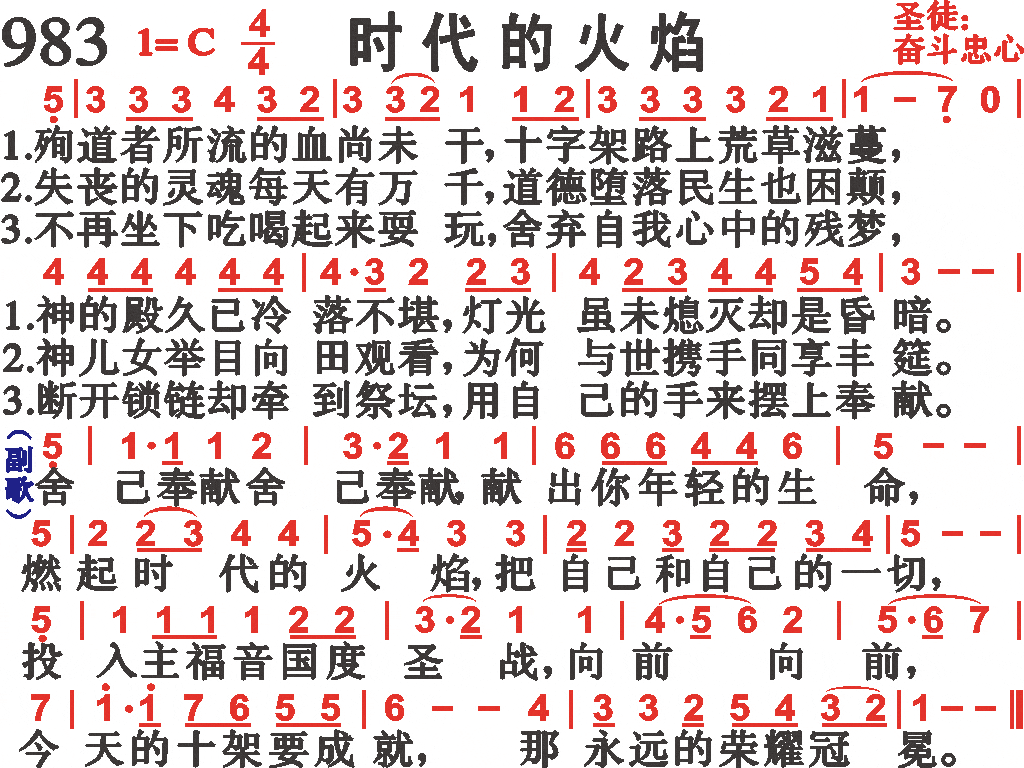 983 1=C 4/4 时代的火焰 圣徒：
奋斗忠心
5|3 3 3 4 3 2|3 3 2 1 1 2|3 3 3 3 2 1|1 － 7 0|
1.殉道者所流的血尚未 干，十字架路上荒草滋蔓，
2.失丧的灵魂每天有万 千，道德堕落民生也困颠，
3.不再坐下吃喝起来耍 玩，舍弃自我心中的残梦，
4 4 4 4 4 4|4·3 2 2 3|4 2 3 4 4 5 4|3 －－|
1.神的殿久已冷 落不堪，灯光 虽未熄灭却是昏 暗。
2.神儿女举目向 田观看，为何 与世携手同享丰 筵。
3.断开锁链却牵 到祭坛，用自 己的手来摆上奉 献。
（副歌） 5|1·1 1 2|3·2 1 1|6 6 6 4 4 6|5 －－|
舍 己奉献舍 己奉献，献 出你年轻的生 命，
5|2 2 3 4 4|5·4 3 3|2 2 3 2 2 3 4|5 －－|
燃 起时 代的 火 焰，把 自己和自己的一切，
5|1 1 1 1 2 2|3·2 1 1|4·5 6 2|5·6 7|
投 入主福音国度 圣 战，向 前 向 前，
7|1·1 7 6 5 5|6 － － 4|3 3 2 5 4 3 2|1－－‖
今 天的十架要成 就， 那 永远的荣耀冠 冕。